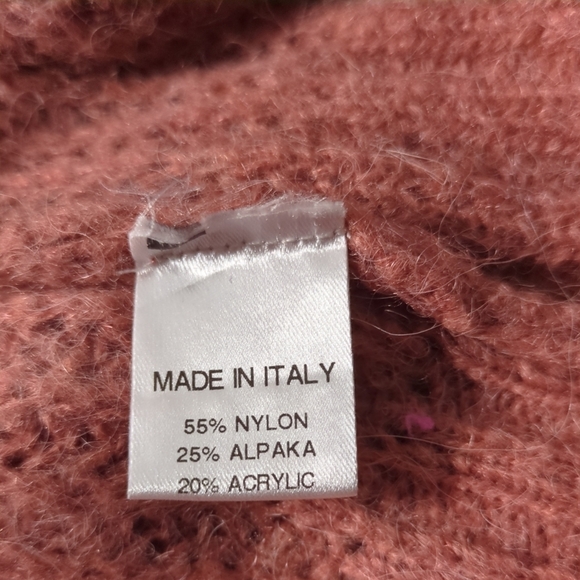 MADE IN ITALY
55% NYLON
25% ALPAKA
20% ACRYLIC